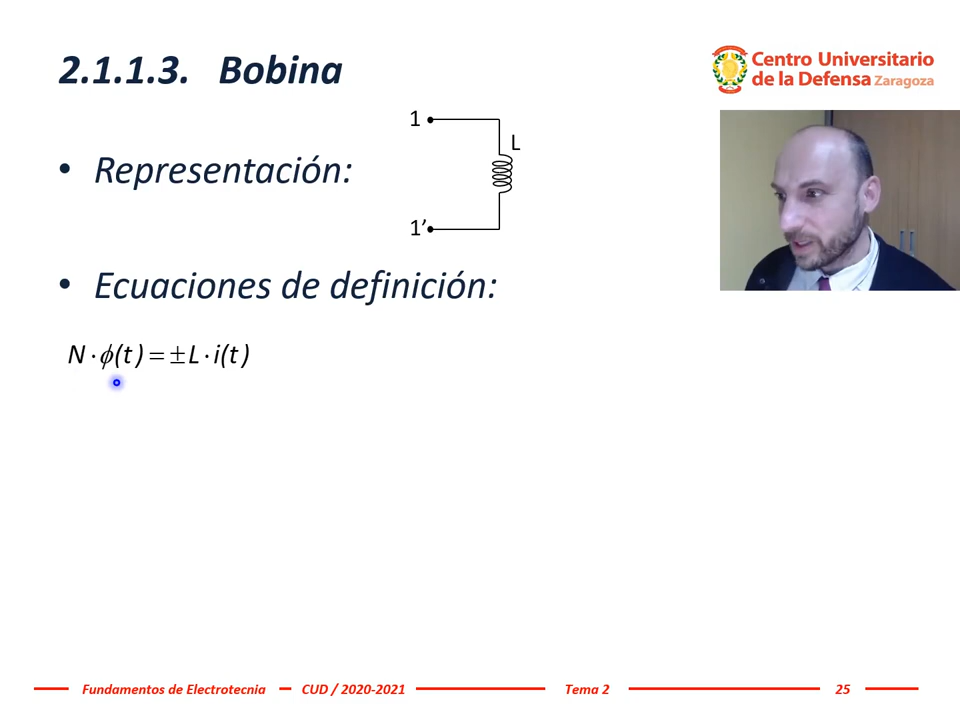 2.1.1.3. Bobina
Centro Universitario
de la Defensa Zaragoza
1
L
• Representación:
1’
• Ecuaciones de definición:
N · ϕ(t) = ± L · i(t)
Fundamentos de Electrotecnia CUD / 2020-2021 Tema 2 25